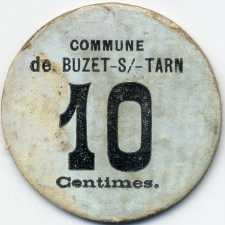 COMMUNE
de BUZET-S/-TARN
10
Centimes.